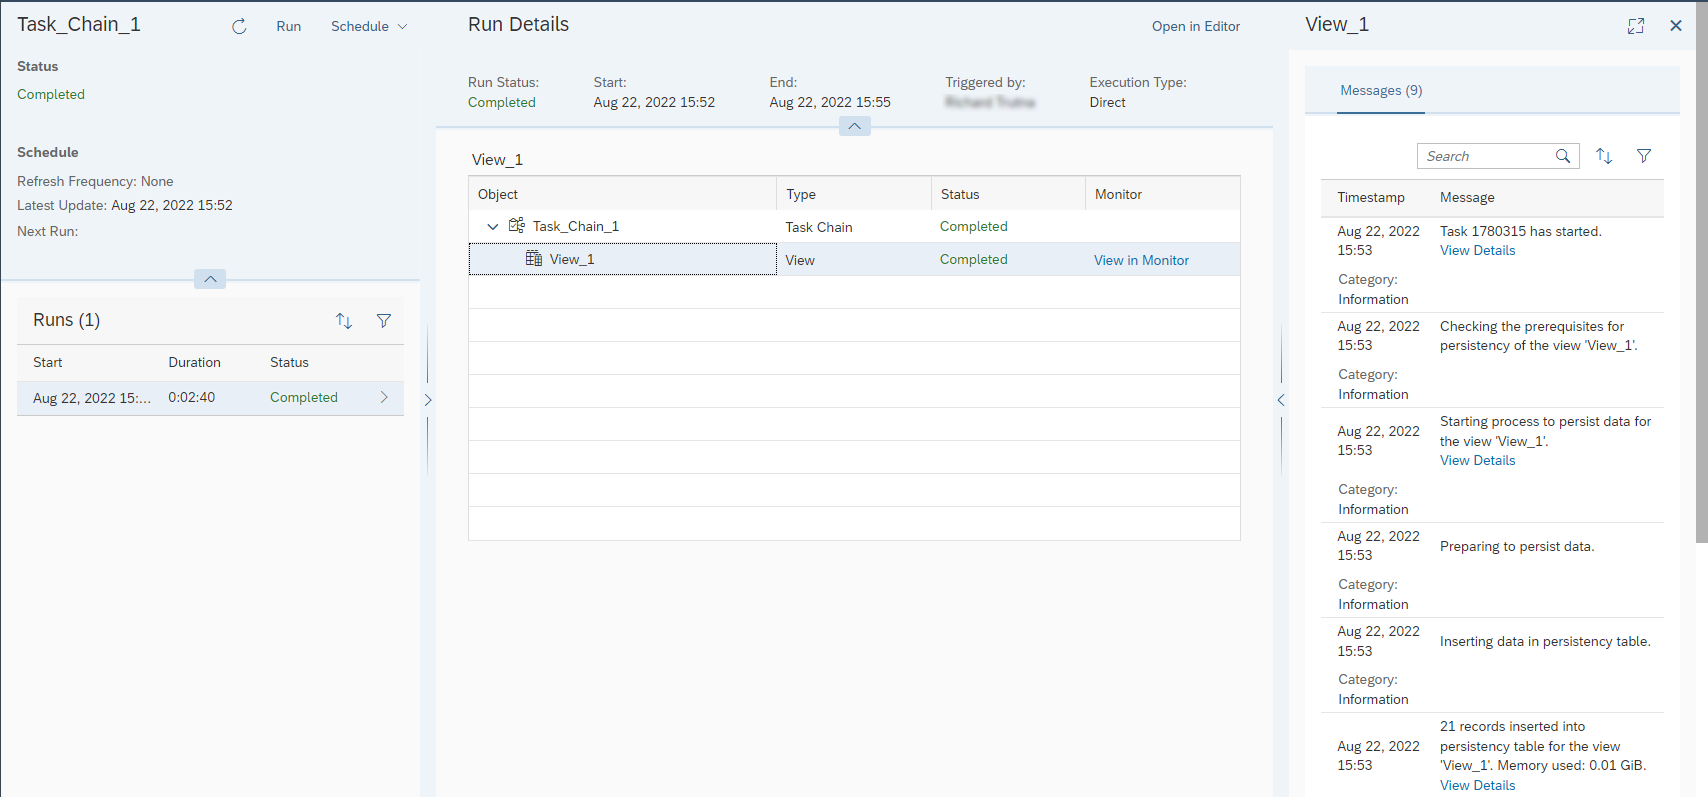 Task_Chain_1
Run
Schedule
Status
Completed
Schedule
Refresh Frequency: None
Latest Update: Aug 22, 2022 15:52
Next Run:
Runs (1)
Start Duration Status
Aug 22, 2022 15:... 0:02:40 Completed
Run Details
Open in Editor
Run Status: Start: End: Triggered by: Execution Type:
Completed Aug 22, 2022 15:52 Aug 22, 2022 15:55 Direct
View_1
Object Type Status Monitor
Task_Chain_1 Task Chain Completed
View_1 View Completed View in Monitor
View_1
Messages (9)
Search
Timestamp Message
Aug 22, 2022 Task 1780315 has started.
15:53 View Details
Category:
Information
Aug 22, 2022 Checking the prerequisites for
15:53 persistency of the view 'View_1'.
Category:
Information
Starting process to persist data for
Aug 22, 2022 the view 'View_1'.
15:53 View Details
Category:
Information
Aug 22, 2022
15:53 Preparing to persist data.
Category:
Information
Aug 22, 2022
15:53 Inserting data in persistency table.
Category:
Information
21 records inserted into
Aug 22, 2022 persistency table for the view
15:53 'View_1'. Memory used: 0.01 GiB.
View Details